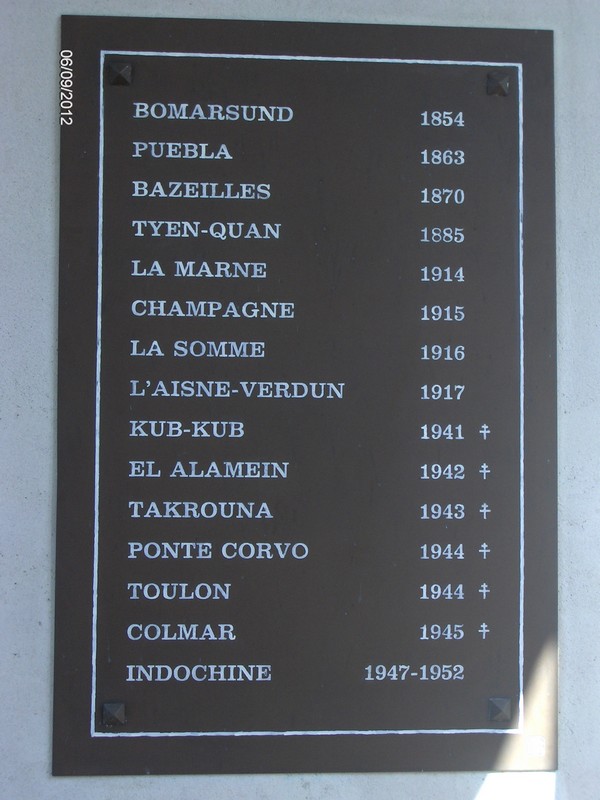 06/09/2012
BOMARSUND 1854
PUEBLA 1863
BAZEILLES 1870
TYEN-QUAN 1885
LA MARNE 1914
CHAMPAGNE 1915
LA SOMME 1916
L'AISNE-VERDUN 1917
KUB-KUB 1941 ☨
EL ALAMEIN 1942 ☨
TAKROUNA 1943 ☨
PONTE CORVO 1944 ☨
TOULON 1944 ☨
COLMAR 1945 ☨
INDOCHINE 1947-1952